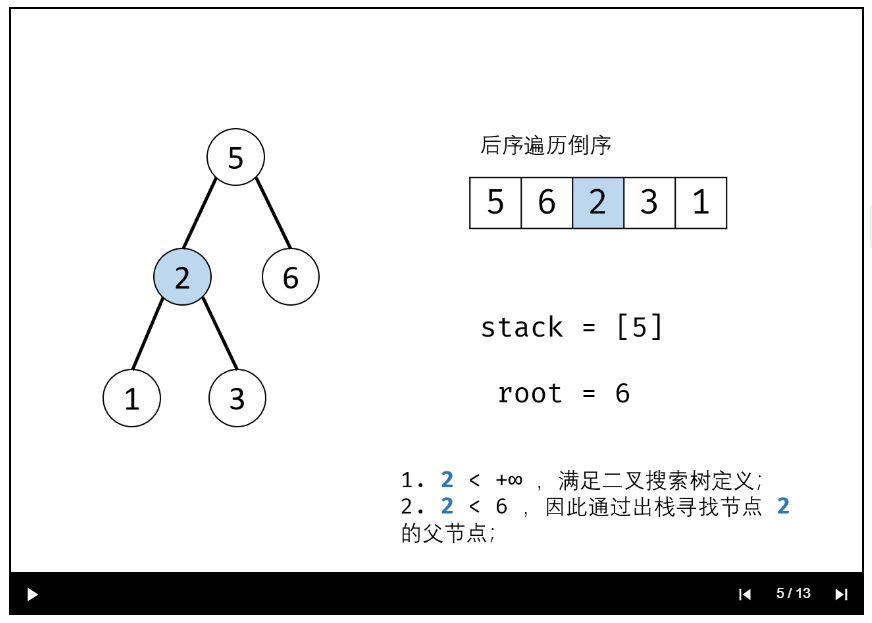 5
2 6
1 3
后序遍历倒序
5 6 2 3 1
stack = [5]
root = 6
1. 2 < +∞ ，满足二叉搜索树定义；
2. 2 < 6 ，因此通过出栈寻找节点 2
的父节点；
5 / 13